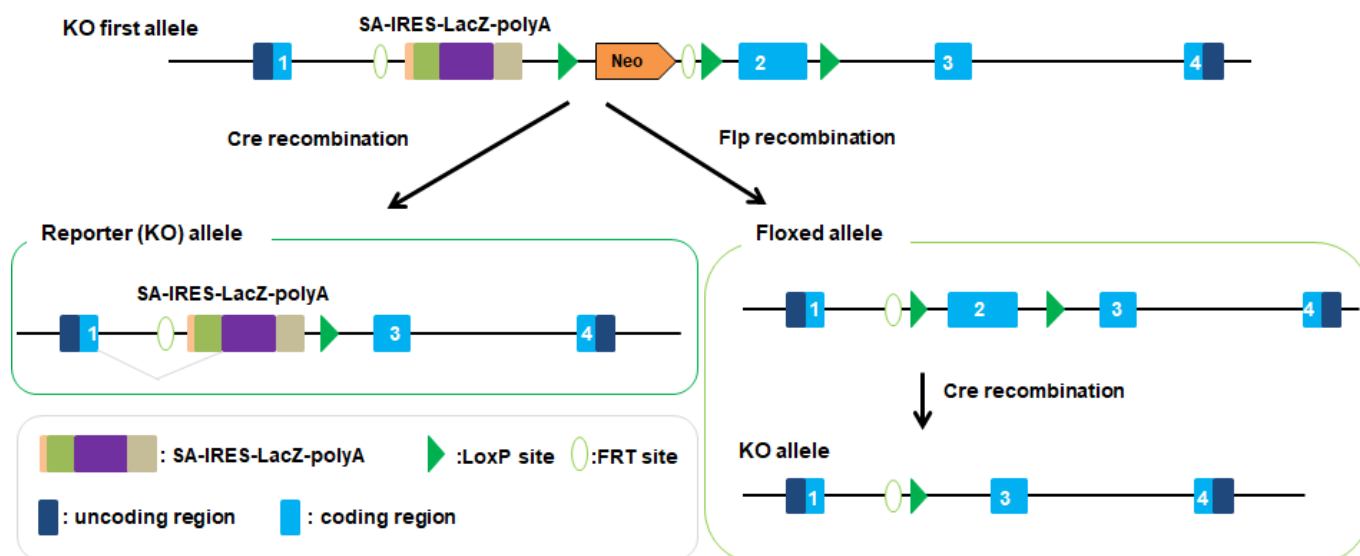 SA-IRES-LacZ-polyA
KO first allele
1
Neo
2
3
4
Cre recombination
Flp recombination
Reporter (KO) allele
SA-IRES-LacZ-polyA
1
3
4
Floxed allele
1
2
3
4
Cre recombination
KO allele
1
3
4
: SA-IRES-LacZ-polyA
:LoxP site
:FRT site
: uncoding region
: coding region